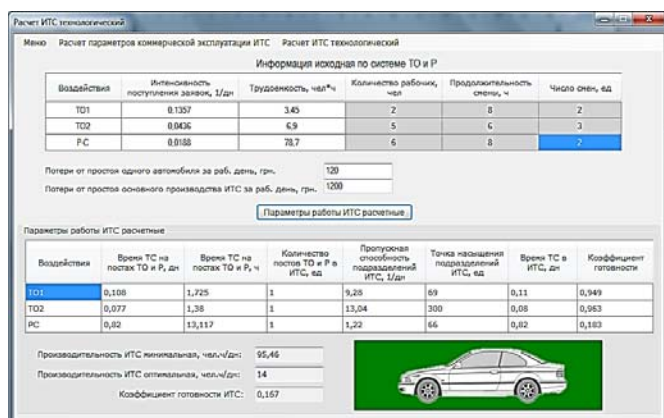 Расчет ИТС технологический
Меню Расчет параметров коммерческой эксплуатации ИТС Расчет ИТС технологический
Информация исходная по системе ТО и Р
Воздействия Интенсивность поступления заявок, 1/дн Трудоемкость, чел*ч Количество рабочих, чел Продолжительность смены, ч Число смен, ед
ТО1 0,1357 3,45 2 8 2
ТО2 0,0436 6,9 5 6 3
Р-С 0,0188 78,7 6 8 2
Потери от простоя одного автомобиля за раб. день, грн. 120
Потери от простоя основного производства ИТС за раб. день, грн. 1200
Параметры работы ИТС расчетные
Параметры работы ИТС расчетные
Воздействия Время ТС на постах ТО и Р, дн Время ТС на постах ТО и Р, ч Количество постов ТО и Р в ИТС, ед Пропускная способность подразделений ИТС, 1/дн Точка насыщения подразделений ИТС, ед Время ТС в ИТС, дн Коэффициент готовности
ТО1 0,108 1,725 1 9,28 69 0,11 0,949
ТО2 0,077 1,38 1 13,04 300 0,08 0,963
РС 0,82 13,117 1 1,22 66 0,82 0,183
Производительность ИТС минимальная, чел.ч/дн: 95,46
Производительность ИТС оптимальная, чел.ч/дн: 14
Коэффициент готовности ИТС: 0,167